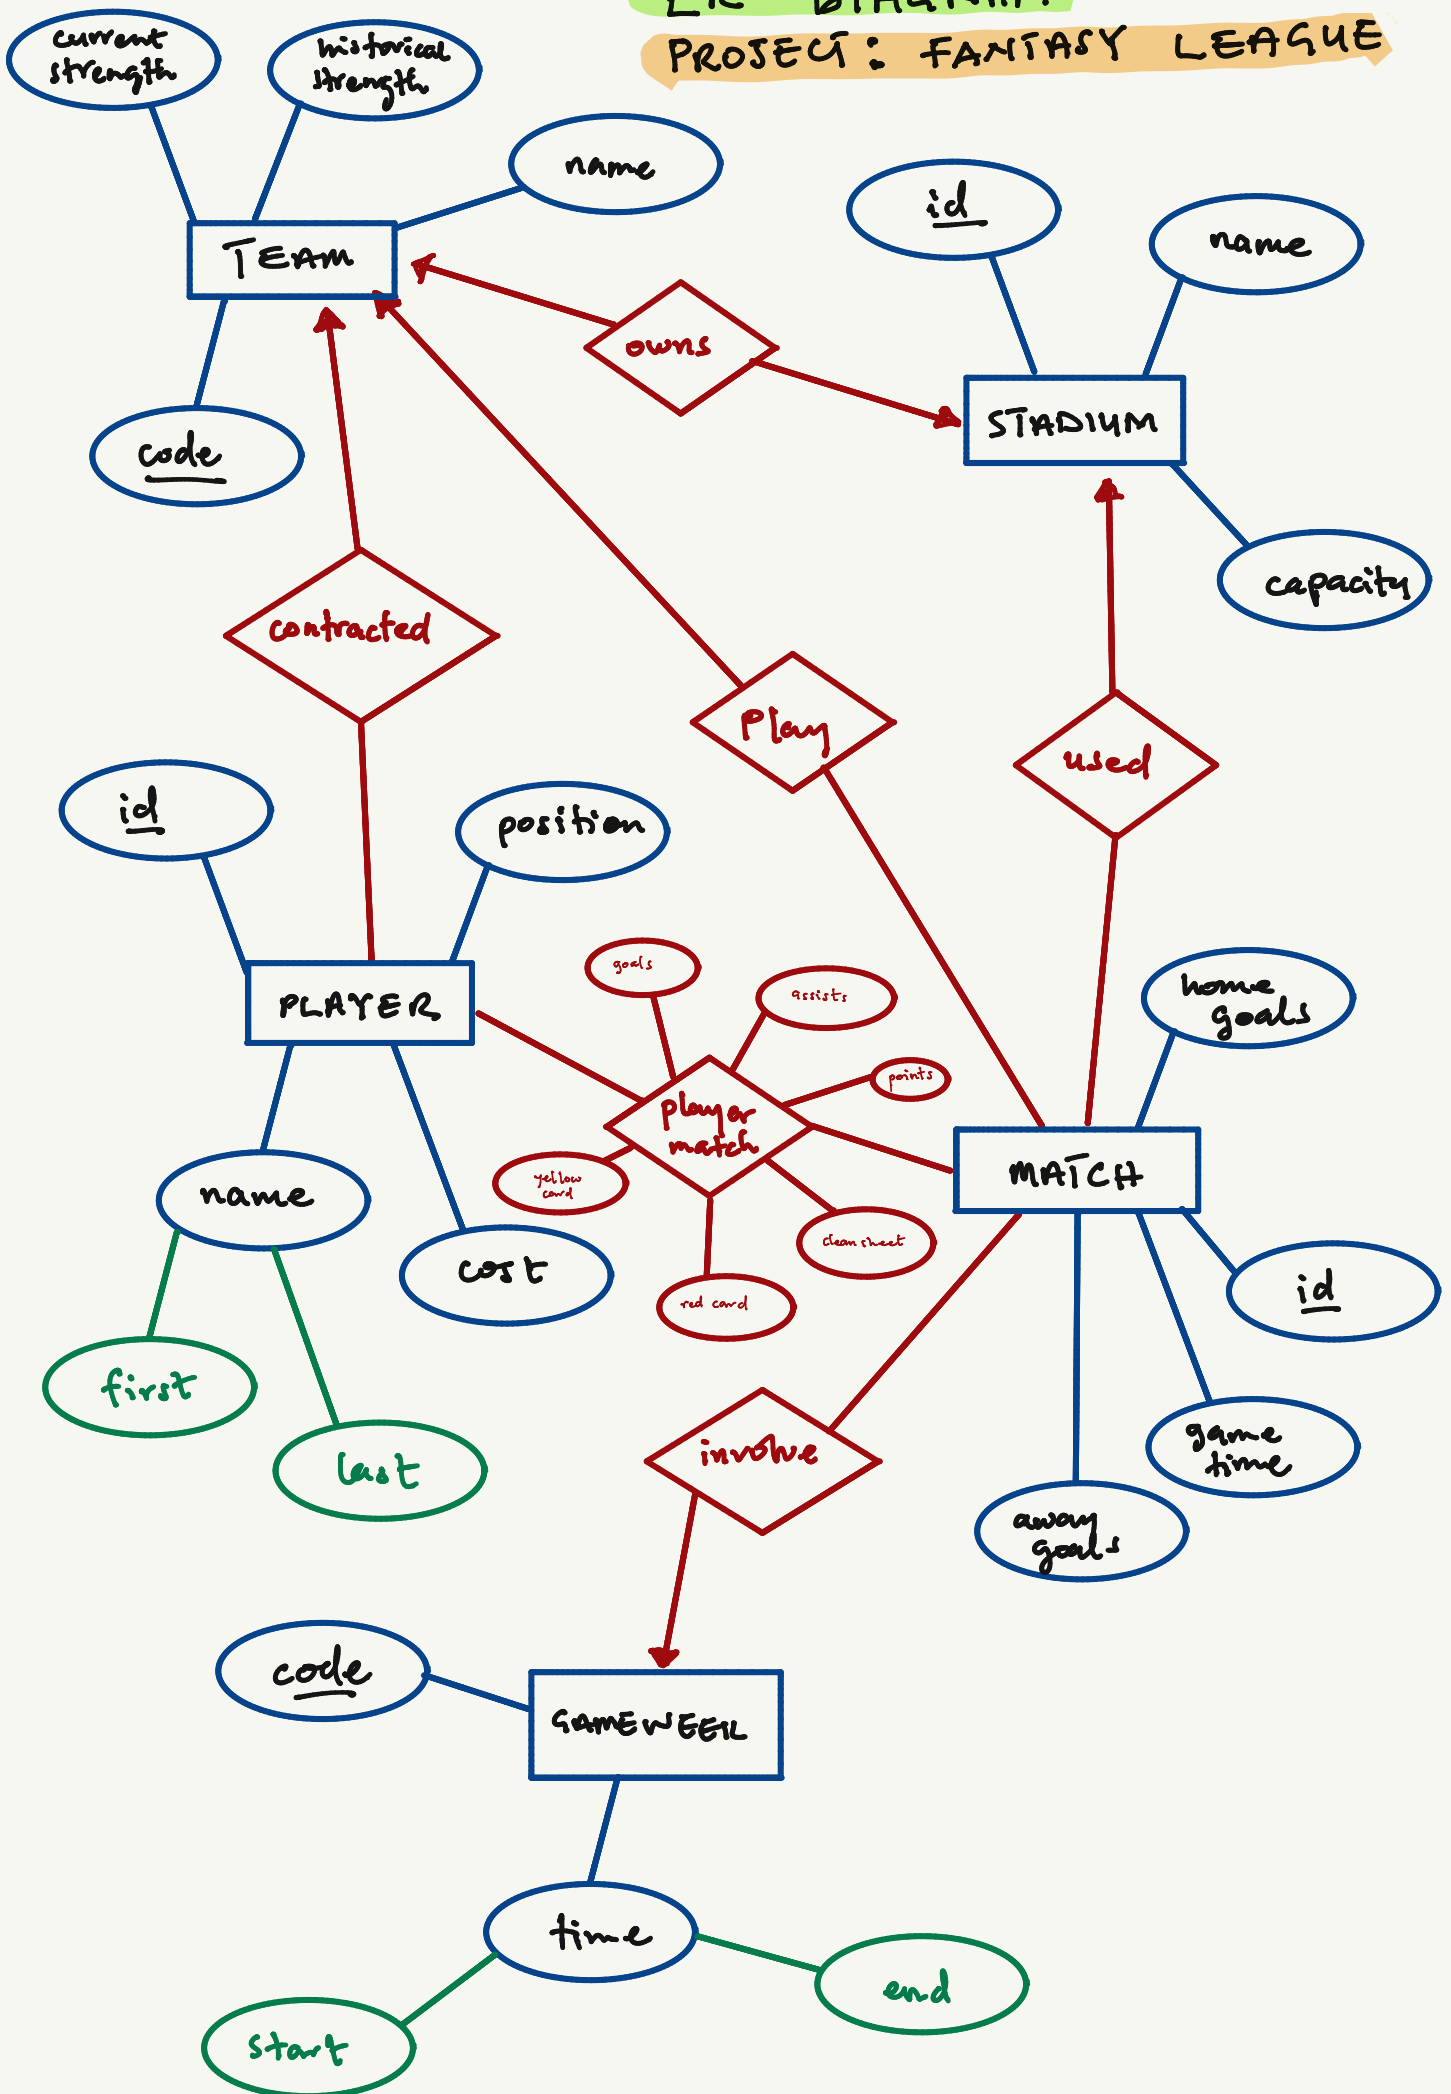 ER DIAGRAM
PROJECT: FANTASY LEAGUE
current
strength
historical
strength
name
TEAM
code
id
name
owns
STADIUM
capacity
contracted
play
used
id
position
PLAYER
goals
assists
points
home
goals
player
match
MATCH
yellow
card
name
cost
clean sheet
red card
id
first
last
involve
game
time
away
goals
code
GAMEWEEK
time
end
start